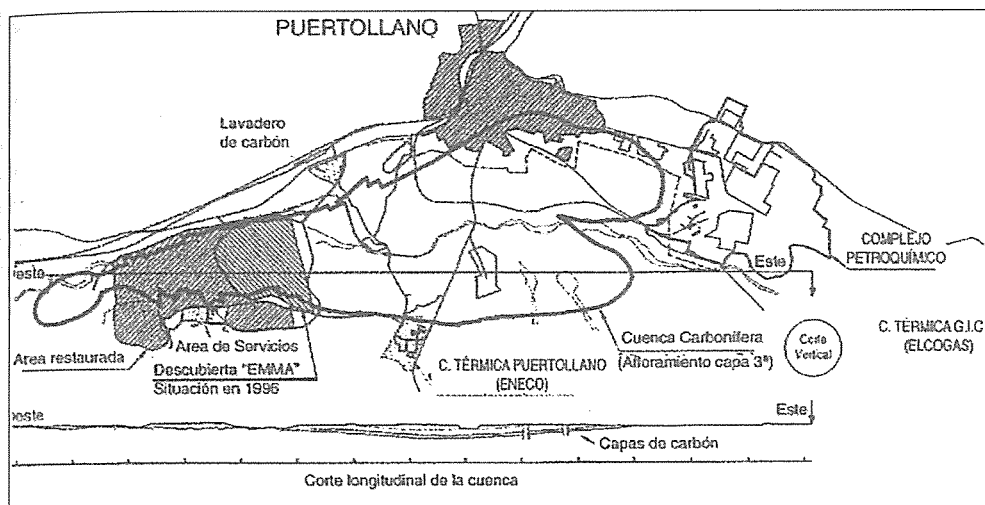 PUERTOLLANO
Lavadero
de carbón
COMPLEJO
PETROQUÍMICO
Este
C. TÉRMICA G.I.C
(ELCOGAS)
Corte
Vertical
Cuenca Carbonífera
(Afloramiento capa 3ª)
C. TÉRMICA PUERTOLLANO
(ENECO)
Area restaurada
Area de Servicios
Descubierta "EMMA"
Situación en 1996
Este
Capas de carbón
Corte longitudinal de la cuenca